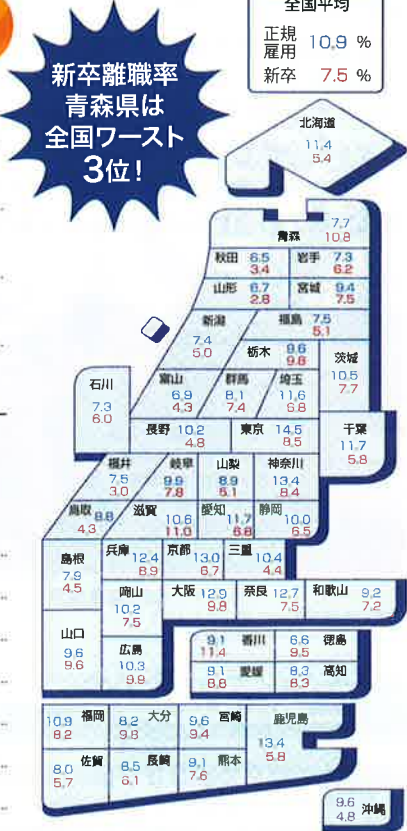 全国平均
正規雇用 10.9 %
新卒 7.5 %
新卒離職率
青森県は
全国ワースト
3位!
北海道
11.4
5.4
青森
7.7
10.8
秋田 6.5 3.4
岩手 7.3 6.2
山形 6.7 2.8
宮城 9.4 7.5
新潟
7.4
5.0
福島 7.5 5.1
栃木 9.6 9.8
茨城
10.5
7.7
石川
7.3
6.0
富山
6.9
4.3
群馬
8.1
7.4
埼玉
11.6
6.8
長野 10.2 4.8
東京 14.5 8.5
千葉
11.7
5.8
福井
7.5
3.0
岐阜
9.9
7.8
山梨
8.9
5.1
神奈川
13.4
8.4
鳥取 8.8
4.3
滋賀 10.6 11.0
愛知 11.7 6.8
静岡 10.0 6.5
島根
7.9
4.5
兵庫 12.4 8.9
京都 13.0 6.7
三重 10.4 4.4
岡山
10.2
7.5
大阪 12.9 9.8
奈良 12.7 7.5
和歌山 9.2 7.2
山口
9.6
9.6
広島
10.3
9.9
9.1 11.4 香川
6.6 9.5 徳島
9.1 8.8 愛媛
8.3 8.3 高知
10.9 8.2 福岡
8.2 9.8 大分
9.6 9.4 宮崎
鹿児島
13.4
5.8
8.0 5.7 佐賀
8.5 6.1 長崎
9.1 7.6 熊本
9.6 4.8 沖縄